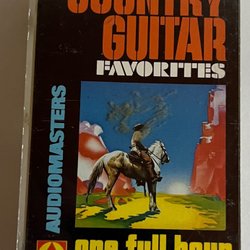 COUNTRY
GUITAR
FAVORITES
AUDIOMASTERS
one full hour